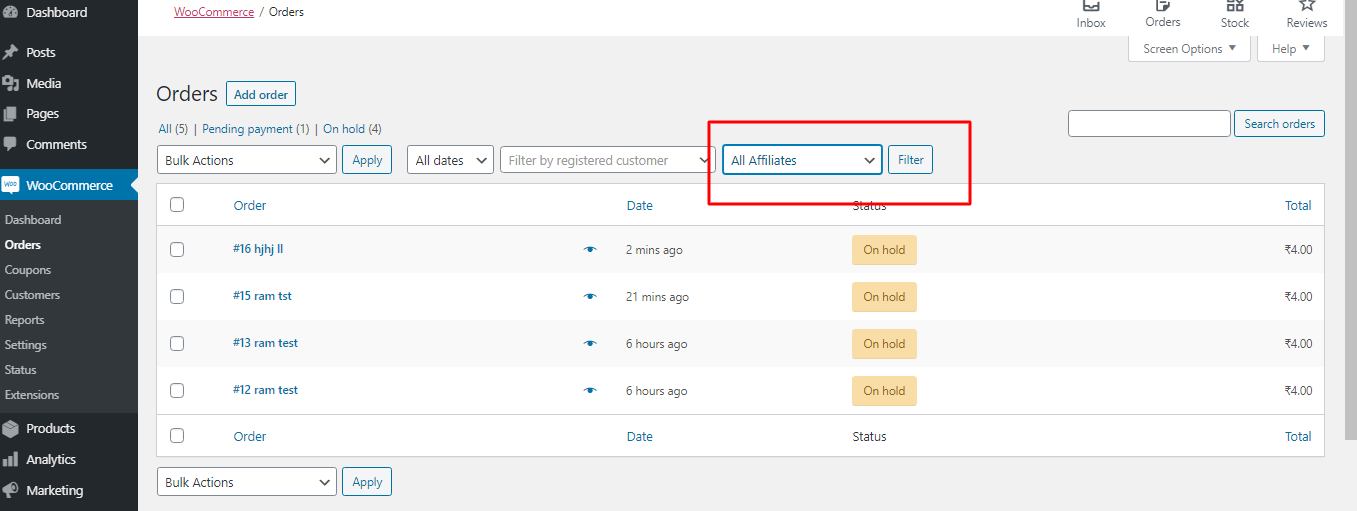 Dashboard
WooCommerce / Orders
Inbox
Orders
Stock
Reviews
Screen Options
Help
Posts
Media
Pages
Comments
WooCommerce
Dashboard
Orders
Coupons
Customers
Reports
Settings
Status
Extensions
Products
Analytics
Marketing
Orders
Add order
All (5) | Pending payment (1) | On hold (4)
Search orders
Bulk Actions
Apply
All dates
Filter by registered customer
All Affiliates
Filter
Order Date Status Total
#16 hjhj ll 2 mins ago On hold ₹4.00
#15 ram tst 21 mins ago On hold ₹4.00
#13 ram test 6 hours ago On hold ₹4.00
#12 ram test 6 hours ago On hold ₹4.00
Order Date Status Total
Bulk Actions
Apply